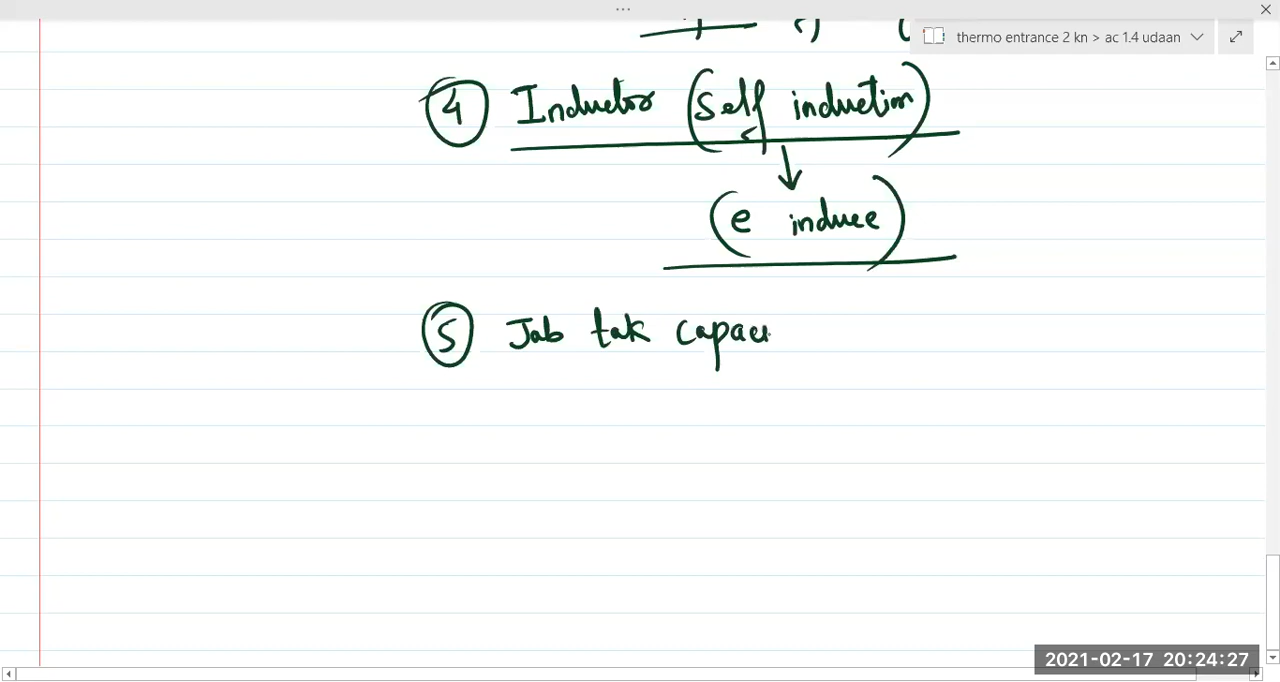 thermo entrance 2 kn > ac 1.4 udaan
4 Inductor (Self induction)
(e induce)
5 Jab tak capaci
2021-02-17 20:24:27